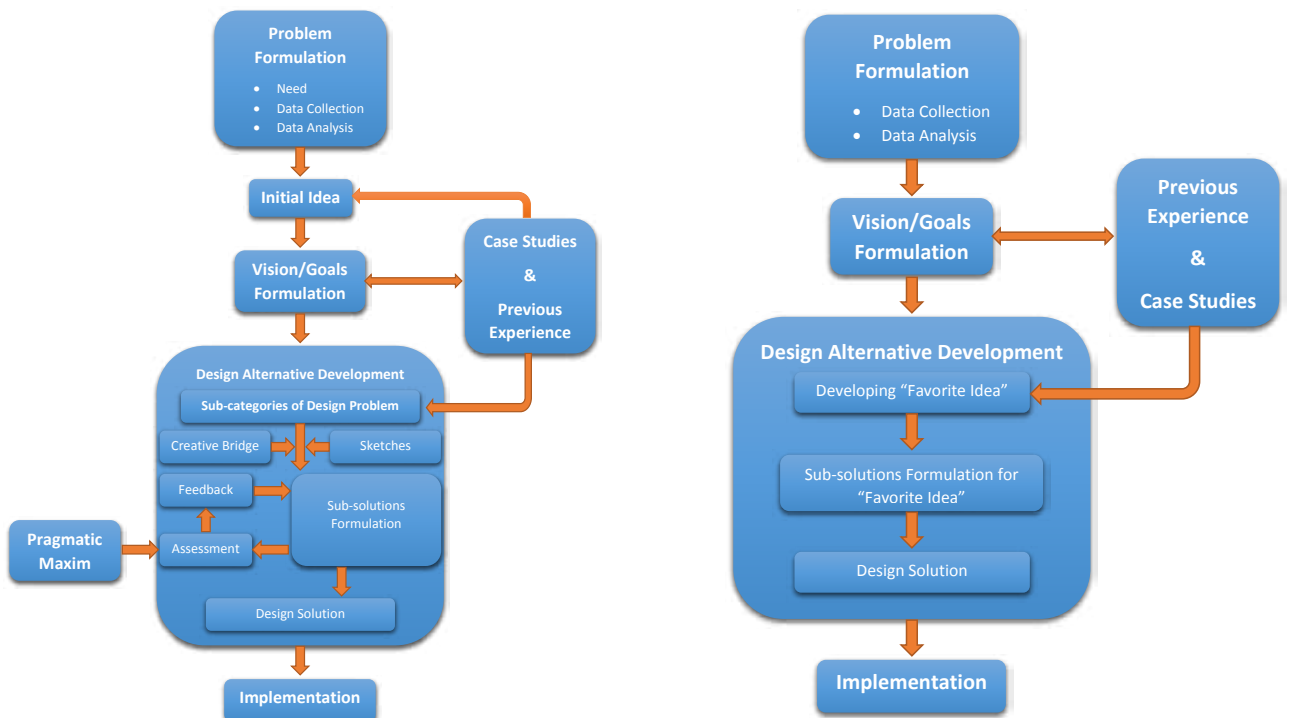 Problem
Formulation
• Need
• Data Collection
• Data Analysis
Initial Idea
Vision/Goals
Formulation
Case Studies
&
Previous
Experience
Design Alternative Development
Sub-categories of Design Problem
Creative Bridge
Sketches
Feedback
Sub-solutions
Formulation
Pragmatic
Maxim
Assessment
Design Solution
Implementation
Problem
Formulation
• Data Collection
• Data Analysis
Vision/Goals
Formulation
Previous
Experience
&
Case Studies
Design Alternative Development
Developing “Favorite Idea”
Sub-solutions Formulation for
“Favorite Idea”
Design Solution
Implementation